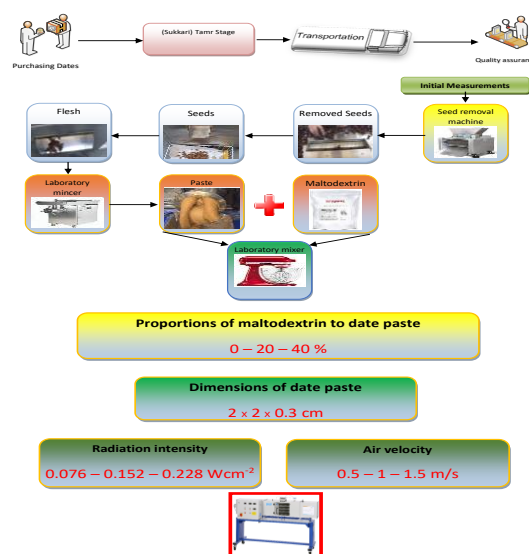 (Sukkari) Tamr Stage
Transportation
Purchasing Dates
Quality assuran
Initial Measurements
Flesh
Seeds
Removed Seeds
Seed removal
machine
Laboratory
mincer
Paste
Maltodextrin
Laboratory mixer
Proportions of maltodextrin to date paste
0 – 20 – 40 %
Dimensions of date paste
2 x 2 x 0.3 cm
Radiation intensity
0.076 – 0.152 – 0.228 Wcm-2
Air velocity
0.5 – 1 – 1.5 m/s